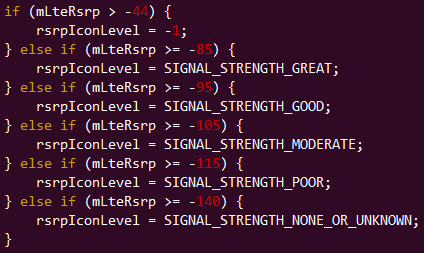 if (mLteRsrp > -44) {
    rsrpIconLevel = -1;
} else if (mLteRsrp >= -85) {
    rsrpIconLevel = SIGNAL_STRENGTH_GREAT;
} else if (mLteRsrp >= -95) {
    rsrpIconLevel = SIGNAL_STRENGTH_GOOD;
} else if (mLteRsrp >= -105) {
    rsrpIconLevel = SIGNAL_STRENGTH_MODERATE;
} else if (mLteRsrp >= -115) {
    rsrpIconLevel = SIGNAL_STRENGTH_POOR;
} else if (mLteRsrp >= -140) {
    rsrpIconLevel = SIGNAL_STRENGTH_NONE_OR_UNKNOWN;
}